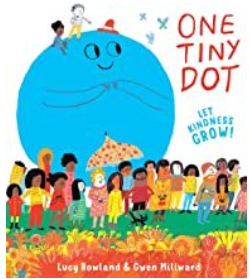 ONE
TINY
DOT
LET
KINDNESS
GROW!
Lucy Rowland & Gwen Millward